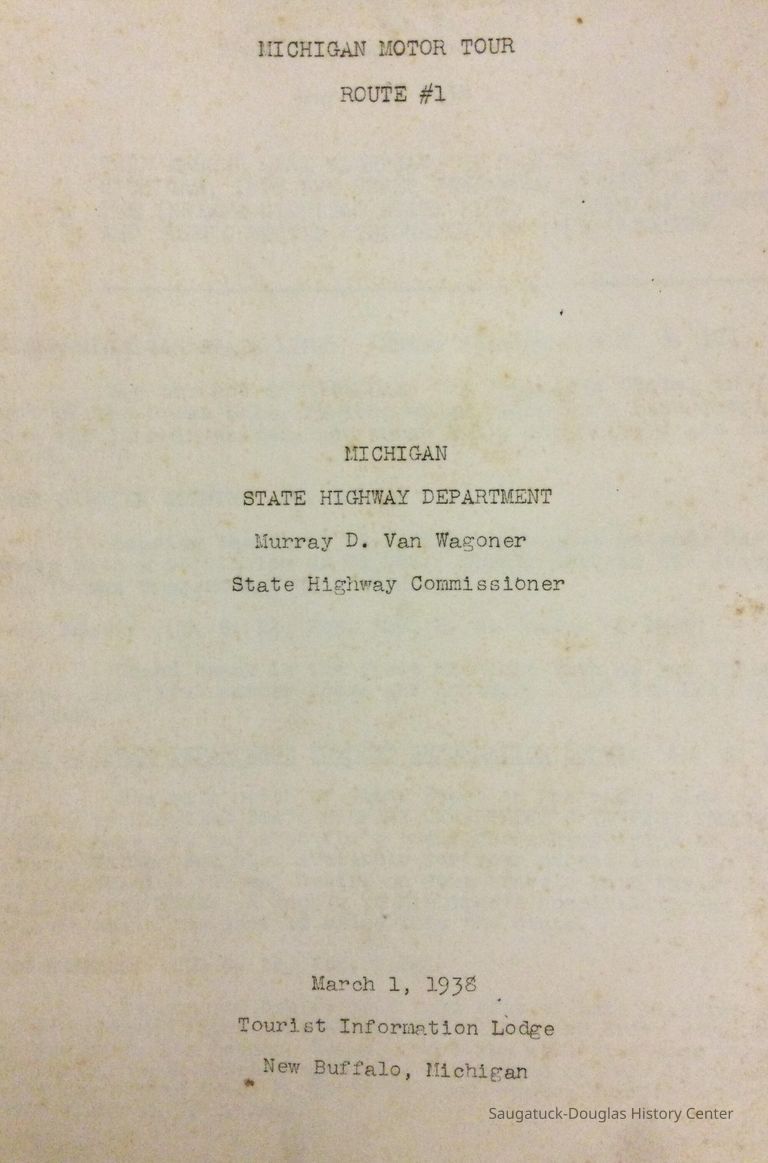 MICHIGAN MOTOR TOUR
ROUTE #1
MICHIGAN
STATE HIGHWAY DEPARTMENT
Murray D. Van Wagoner
State Highway Commissioner
March 1, 1938
Tourist Information Lodge
New Buffalo, Michigan
Saugatuck-Douglas History Center